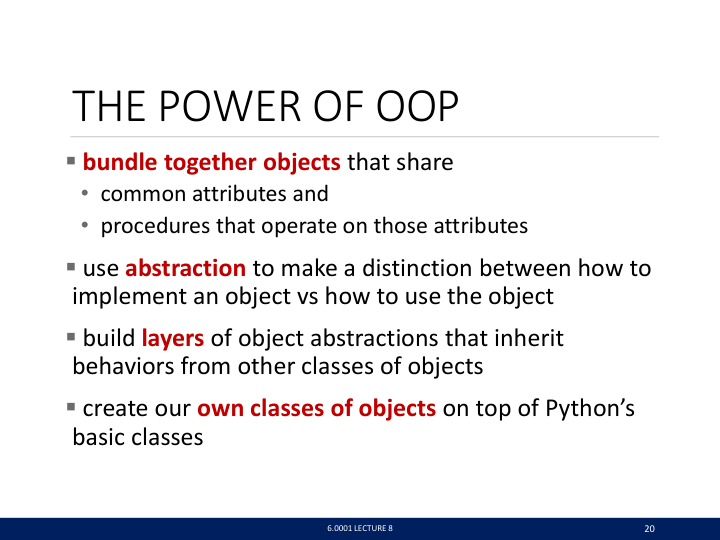 THE POWER OF OOP
▪ bundle together objects that share
• common attributes and
• procedures that operate on those attributes
▪ use abstraction to make a distinction between how to
implement an object vs how to use the object
▪ build layers of object abstractions that inherit
behaviors from other classes of objects
▪ create our own classes of objects on top of Python’s
basic classes
6.0001 LECTURE 8
20